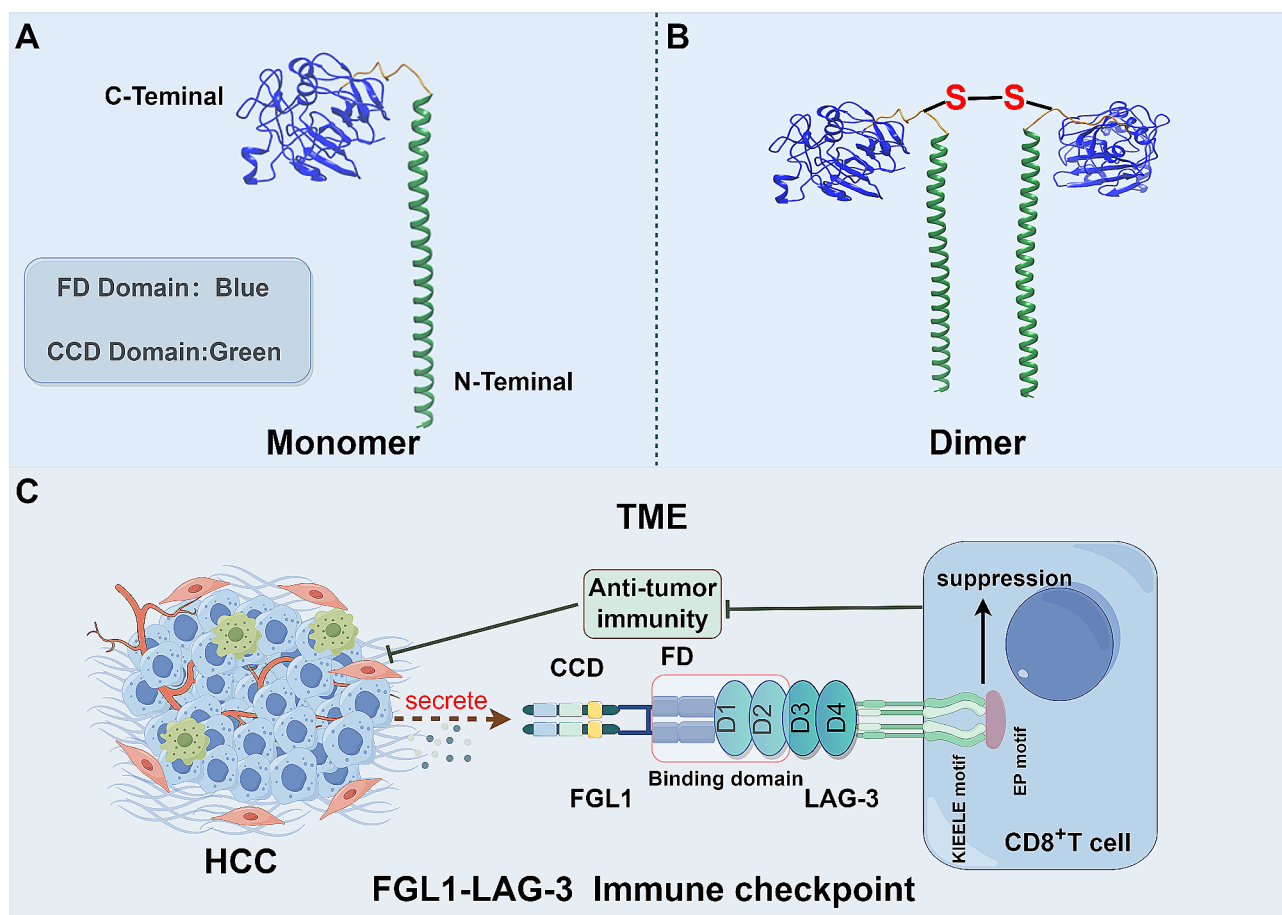 A
C-Teminal
FD Domain: Blue
CCD Domain:Green
N-Teminal
Monomer
B
S S
Dimer
C
TME
Anti-tumor
immunity
suppression
CCD
FD
secrete
D1 D2 D3 D4
Binding domain
FGL1
LAG-3
KIEELE motif
EP motif
CD8+T cell
HCC
FGL1-LAG-3 Immune checkpoint